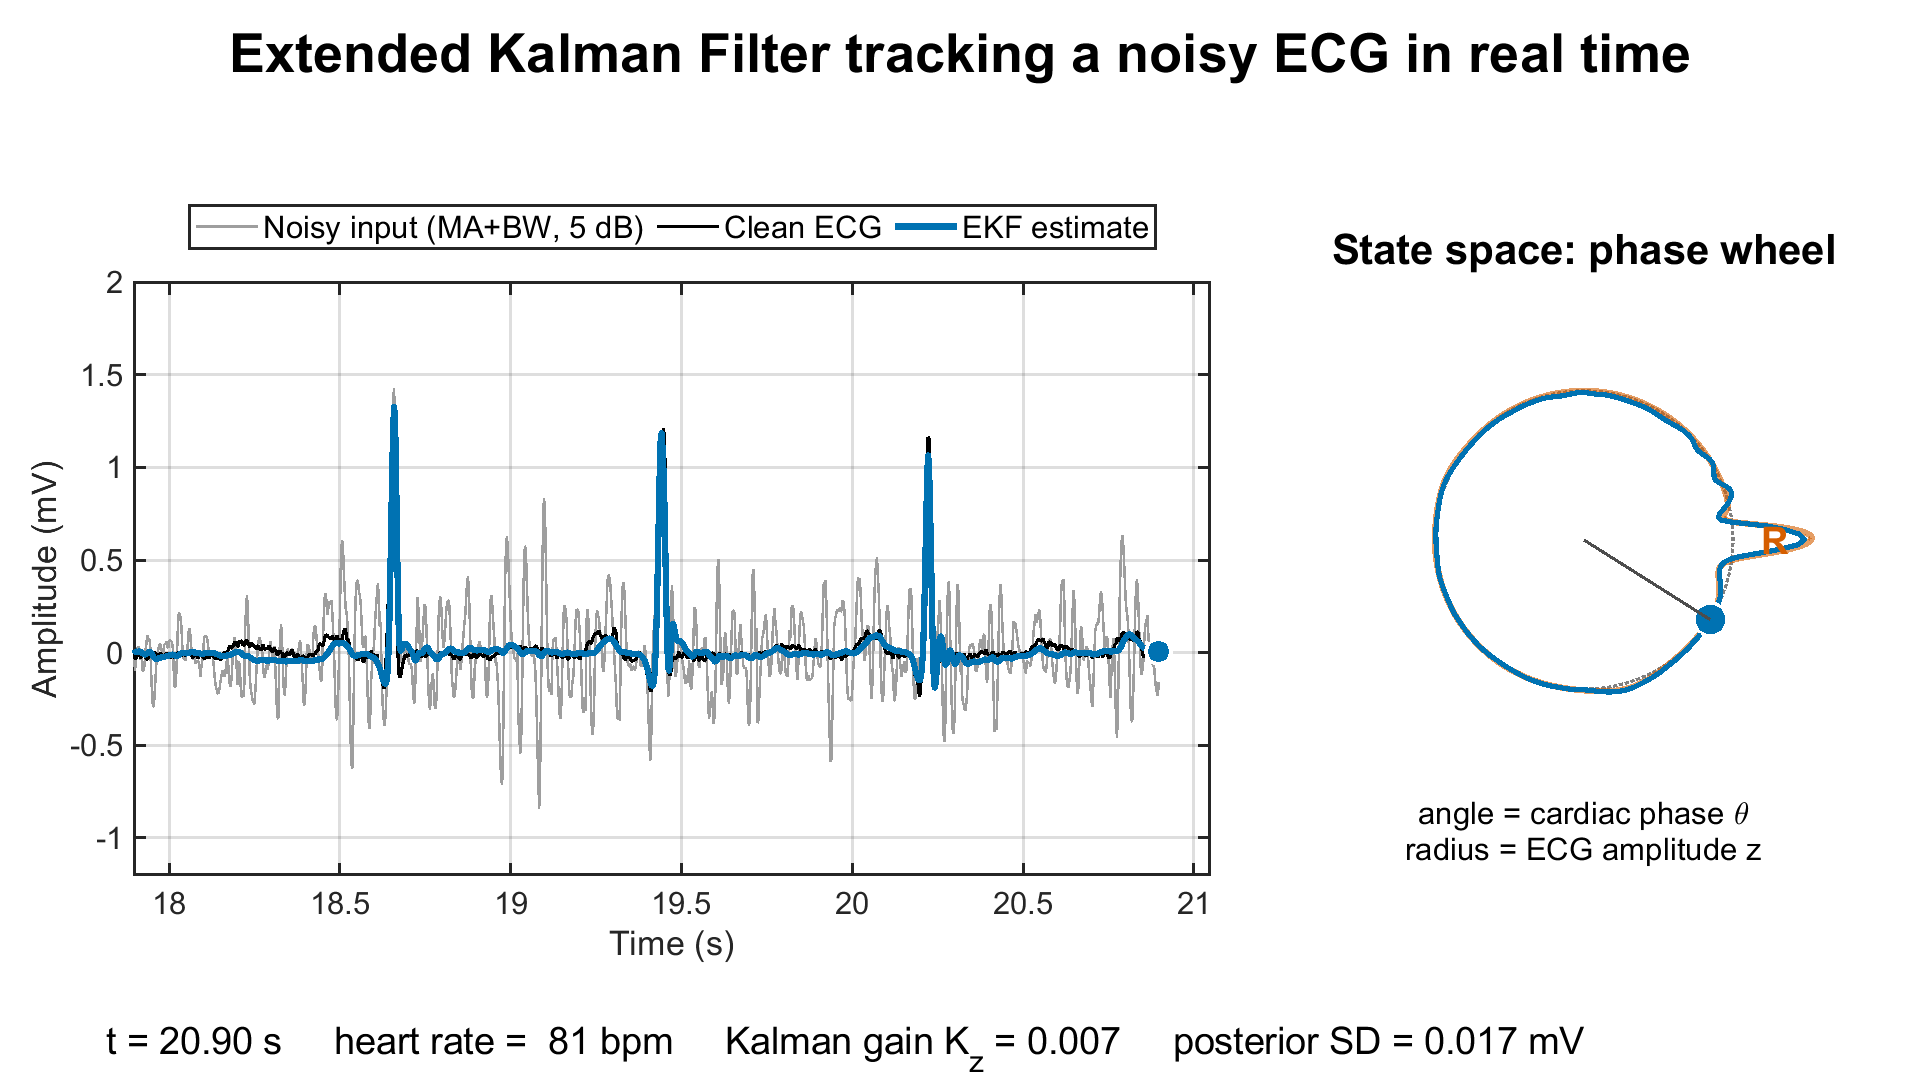 Extended Kalman Filter tracking a noisy ECG in real time
Noisy input (MA+BW, 5 dB) Clean ECG EKF estimate
State space: phase wheel
2
1.5
1
0.5
0
-0.5
-1
Amplitude (mV)
18 18.5 19 19.5 20 20.5 21
Time (s)
R
angle = cardiac phase θ
radius = ECG amplitude z
t = 20.90 s heart rate = 81 bpm Kalman gain K_z = 0.007 posterior SD = 0.017 mV